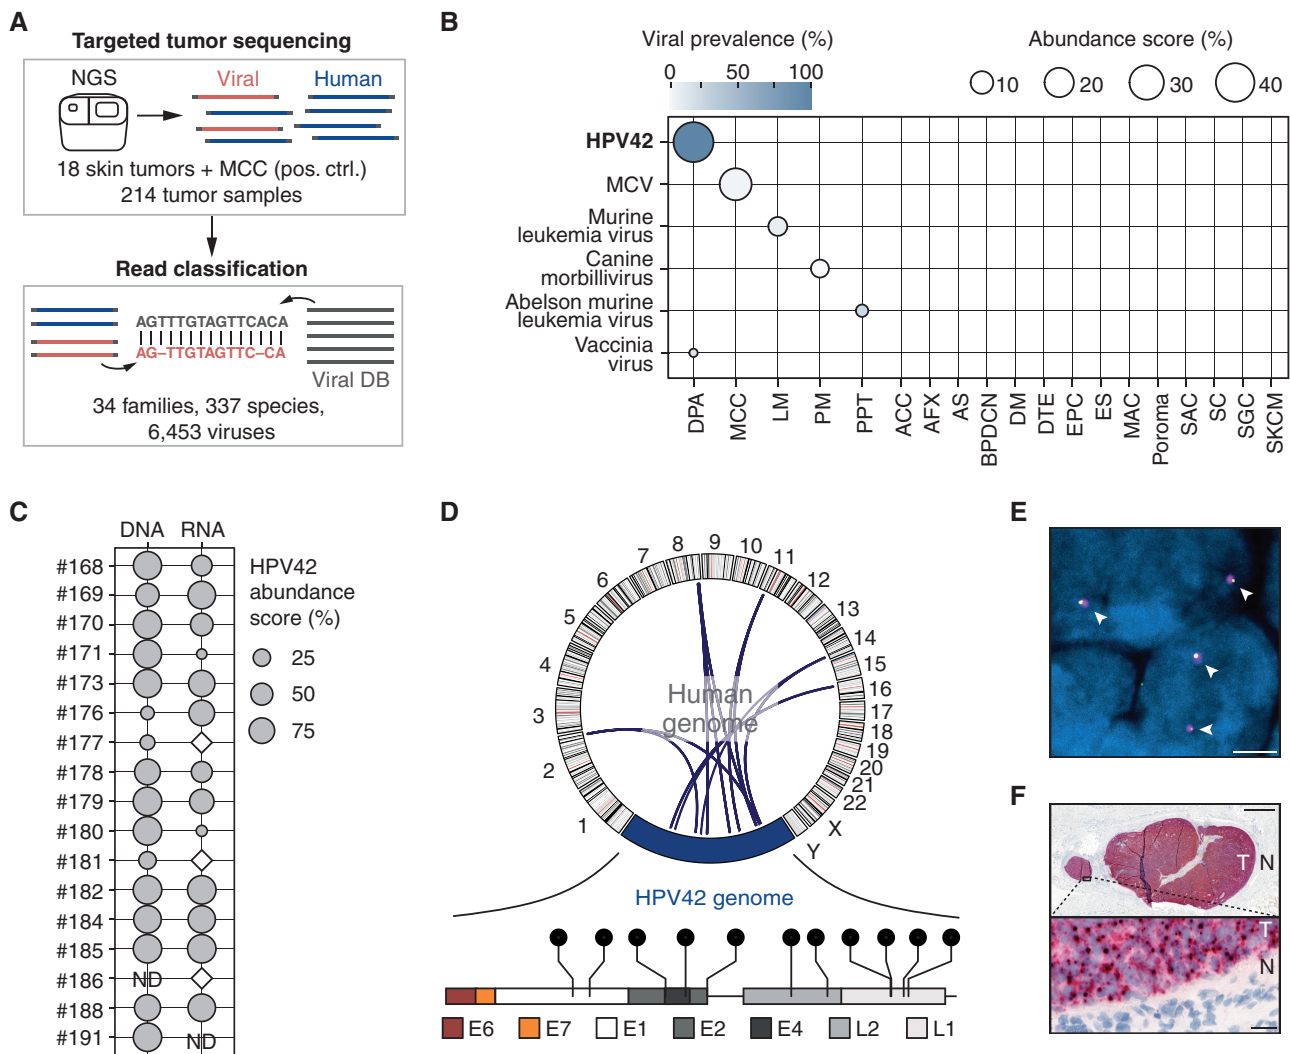 A
Targeted tumor sequencing
NGS
Viral
Human
18 skin tumors + MCC (pos. ctrl.)
214 tumor samples
Read classification
AGTTTGTAGTTCACA
AG–TTGTAGTTC–CA
Viral DB
34 families, 337 species,
6,453 viruses
B
Viral prevalence (%)
0 50 100
Abundance score (%)
10 20 30 40
HPV42
MCV
Murine
leukemia virus
Canine
morbillivirus
Abelson murine
leukemia virus
Vaccinia
virus
DPA
MCC
LM
PM
PPT
ACC
AFX
AS
BPDCN
DM
DTE
EPC
ES
MAC
Poroma
SAC
SC
SGC
SKCM
C
DNA RNA
#168
#169
#170
#171
#173
#176
#177
#178
#179
#180
#181
#182
#184
#185
#186 ND
#188
#191 ND
HPV42
abundance
score (%)
25
50
75
D
1
2
3
4
5
6
7
8
9
10
11
12
13
14
15
16
17
18
19
20
21
22
X
Y
Human
genome
HPV42 genome
E6 E7 E1 E2 E4 L2 L1
E
F
T N
T
N